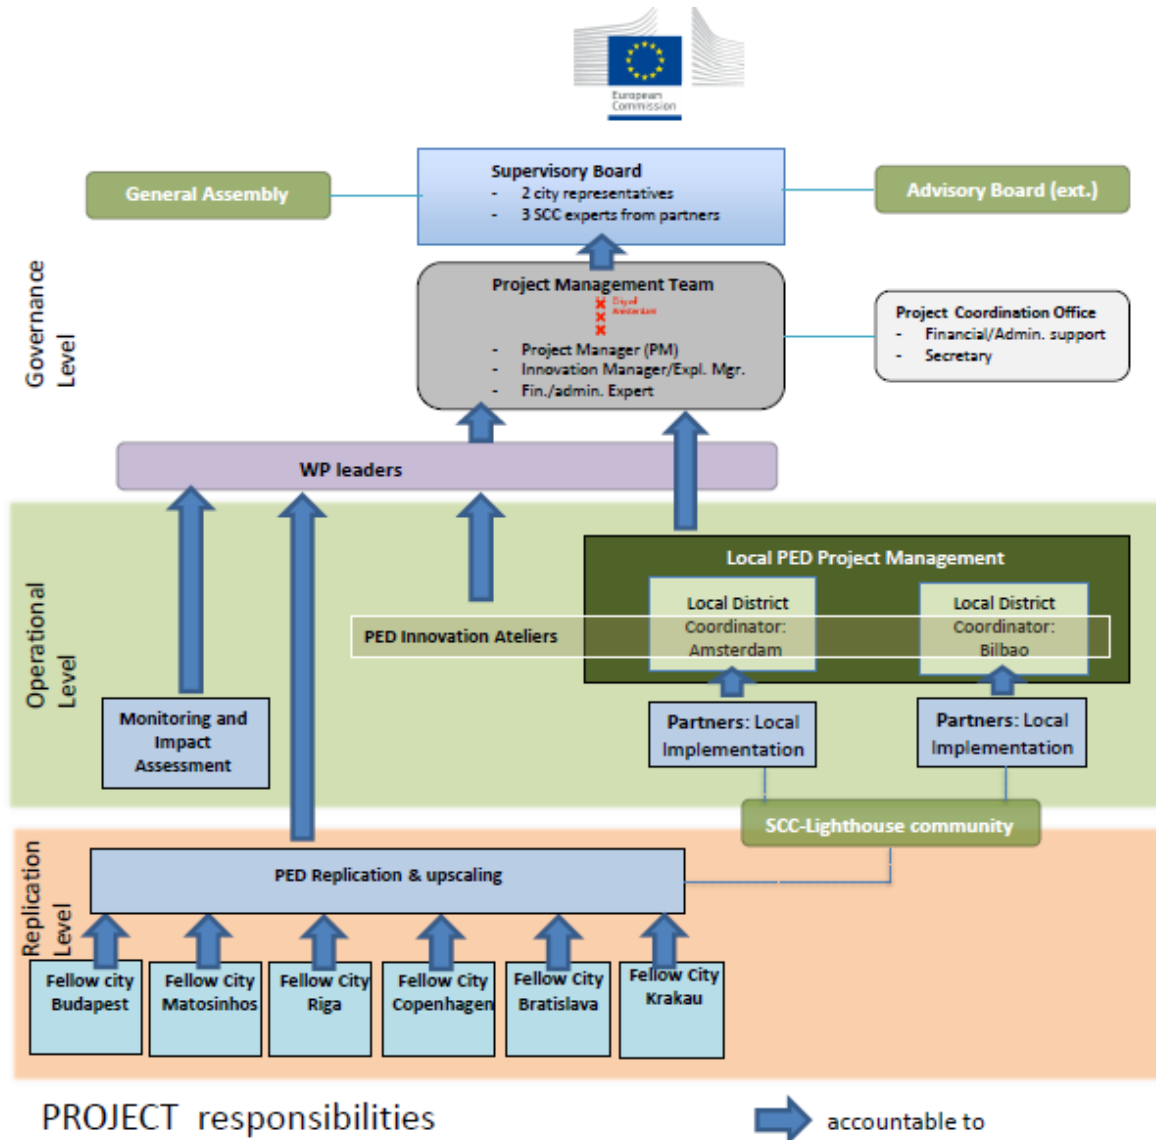 European
Commission
Supervisory Board
- 2 city representatives
- 3 SCC experts from partners
General Assembly
Advisory Board (ext.)
Governance
Level
Project Management Team
City of
Amsterdam
- Project Manager (PM)
- Innovation Manager/Expl. Mgr.
- Fin./admin. Expert
Project Coordination Office
- Financial/Admin. support
- Secretary
WP leaders
Operational
Level
Local PED Project Management
Local District
Coordinator:
Amsterdam
Local District
Coordinator:
Bilbao
PED Innovation Ateliers
Monitoring and
Impact
Assessment
Partners: Local
Implementation
Partners: Local
Implementation
SCC-Lighthouse community
Replication
Level
PED Replication & upscaling
Fellow city
Budapest
Fellow City
Matosinhos
Fellow City
Riga
Fellow City
Copenhagen
Fellow City
Bratislava
Fellow City
Krakau
PROJECT responsibilities
accountable to